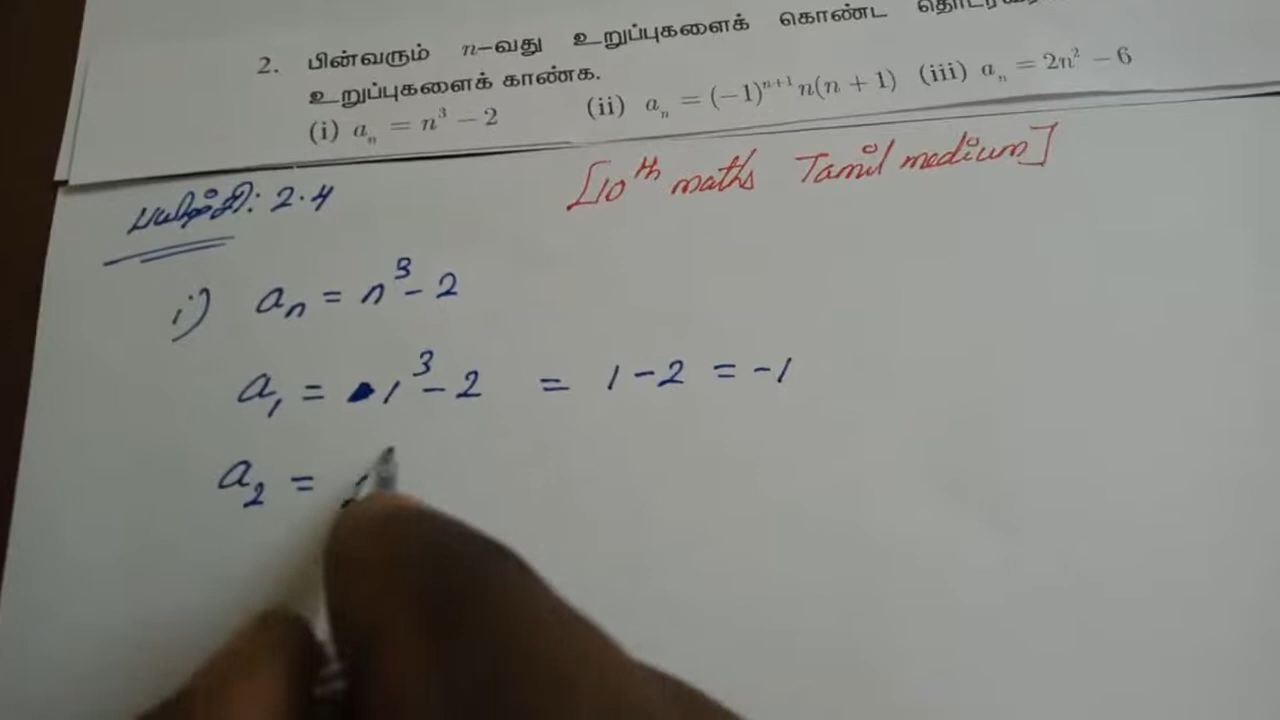 2. பின்வரும் n–வது உறுப்புகளைக் கொண்ட
உறுப்புகளைக் காண்க.
(i) aₙ = n³ − 2 (ii) aₙ = (−1)ⁿ⁺¹ n(n + 1) (iii) aₙ = 2n² − 6
[10th maths Tamil medium]
பயிற்சி: 2.4
i) aₙ = n³ - 2
a₁ = 1³ - 2 = 1 - 2 = -1
a₂ =